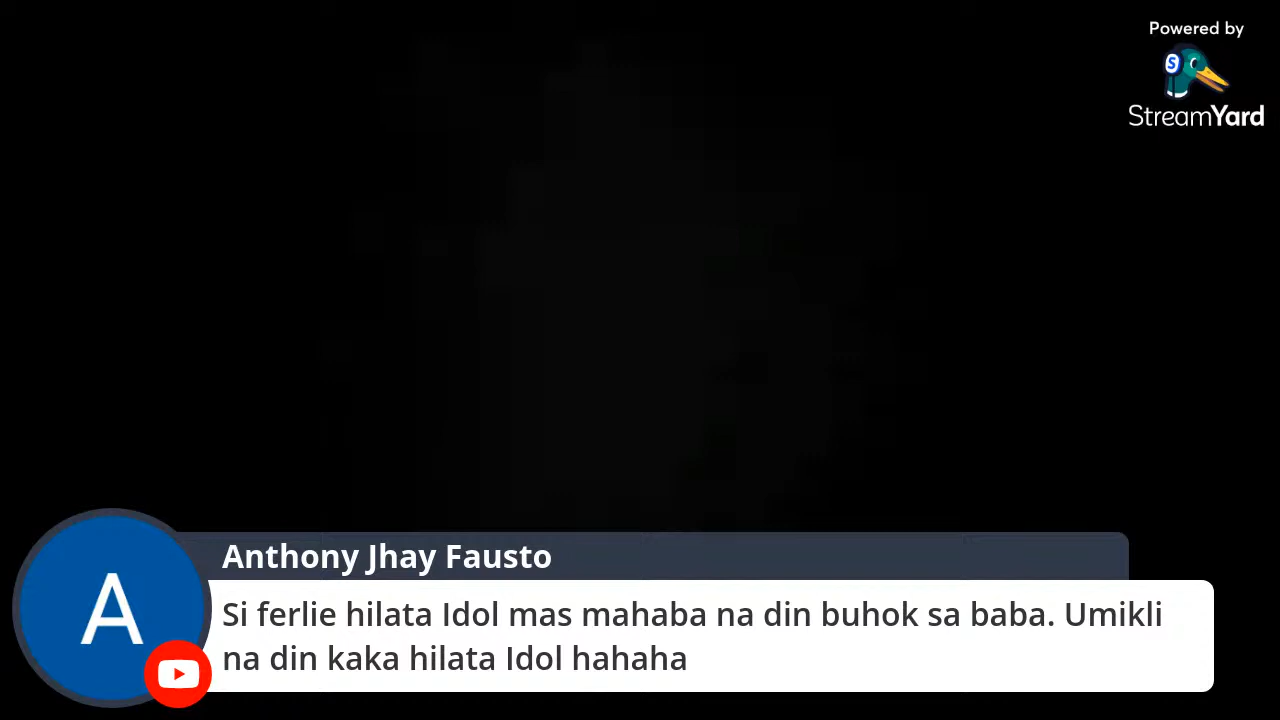 Powered by
S
StreamYard
Anthony Jhay Fausto
A
Si ferlie hilata Idol mas mahaba na din buhok sa baba. Umikli
na din kaka hilata Idol hahaha